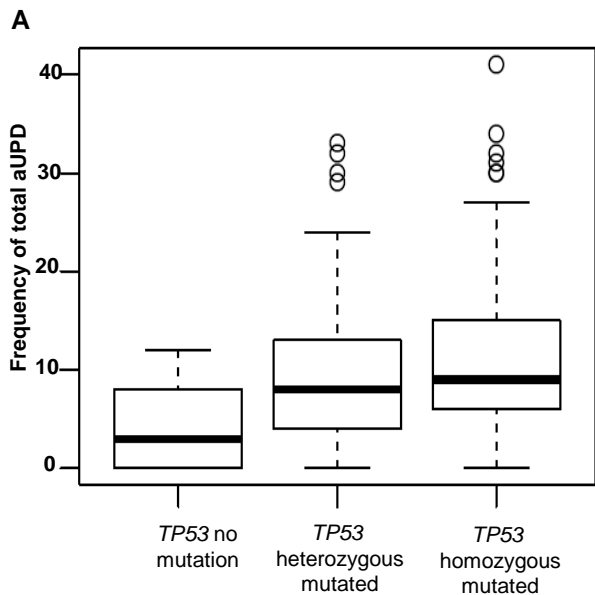 A
Frequency of total aUPD
40
30
20
10
0
TP53 no
mutation
TP53
heterozygous
mutated
TP53
homozygous
mutated